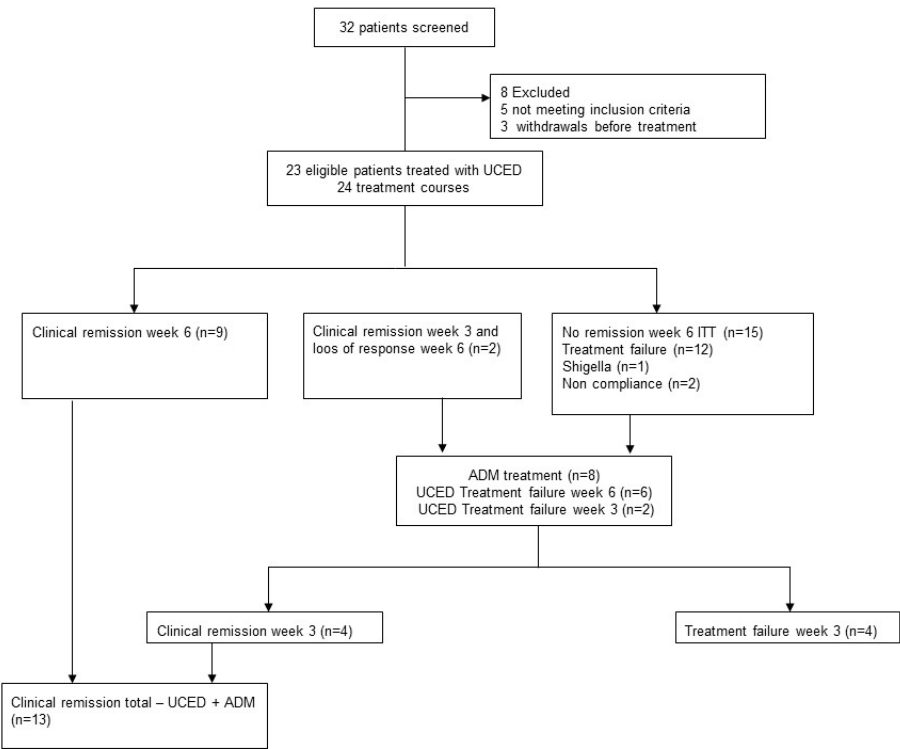 32 patients screened
8 Excluded
5 not meeting inclusion criteria
3 withdrawals before treatment
23 eligible patients treated with UCED
24 treatment courses
Clinical remission week 6 (n=9)
Clinical remission week 3 and
loos of response week 6 (n=2)
No remission week 6 ITT (n=15)
Treatment failure (n=12)
Shigella (n=1)
Non compliance (n=2)
ADM treatment (n=8)
UCED Treatment failure week 6 (n=6)
UCED Treatment failure week 3 (n=2)
Clinical remission week 3 (n=4)
Treatment failure week 3 (n=4)
Clinical remission total – UCED + ADM
(n=13)